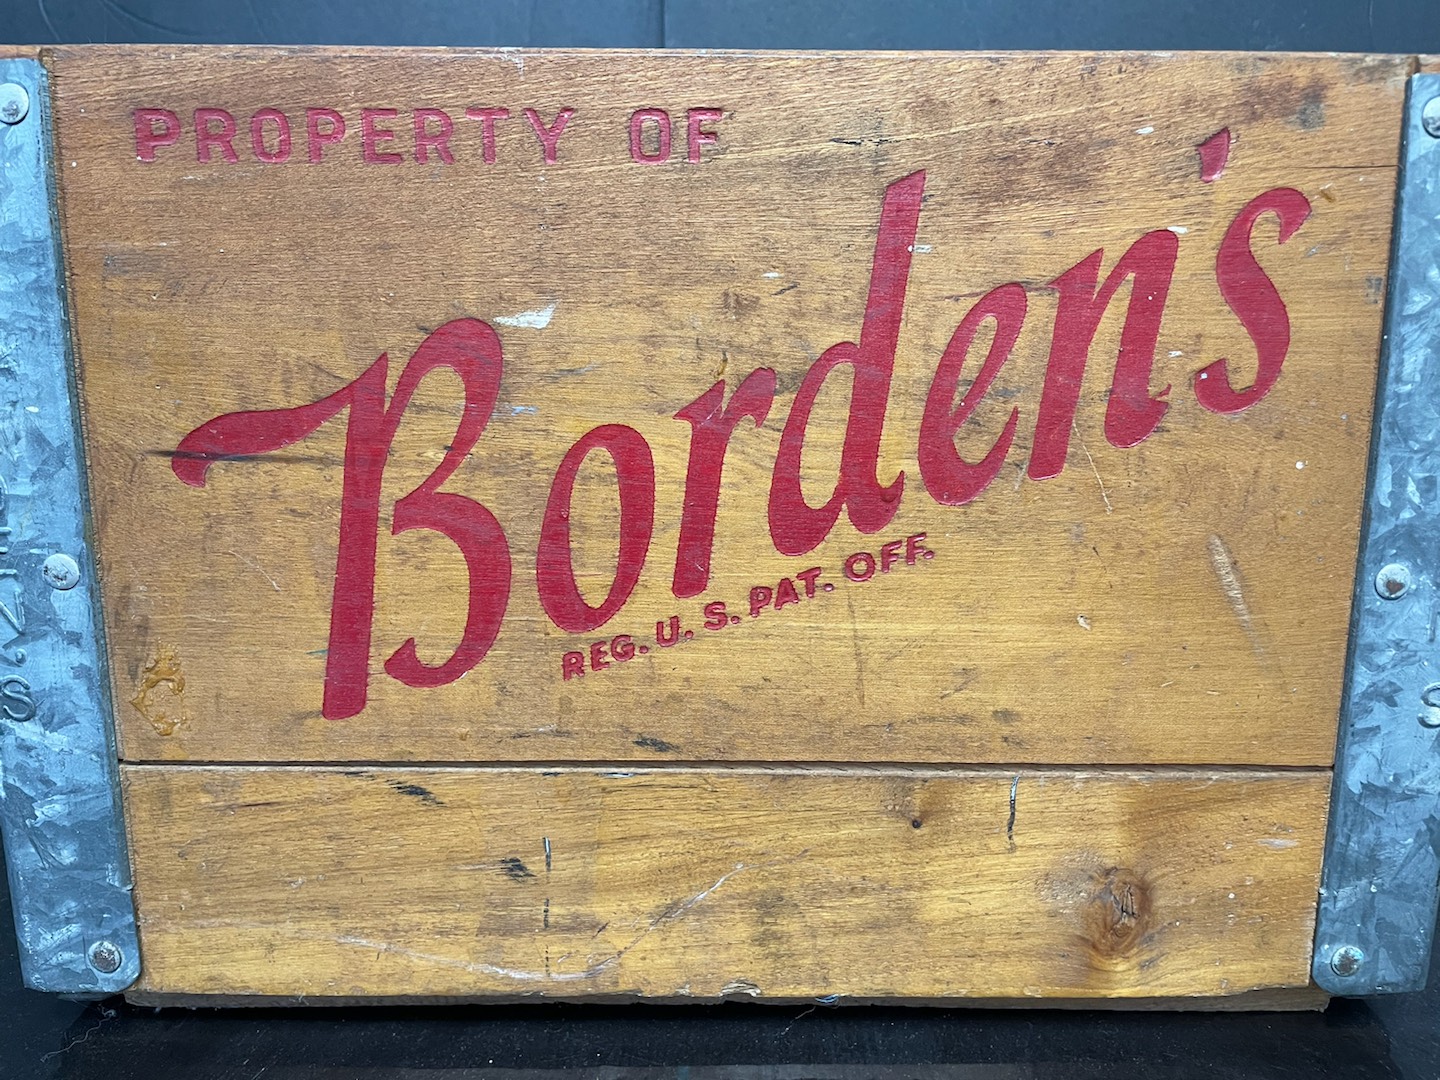 PROPERTY OF
Borden's
REG. U. S. PAT. OFF.